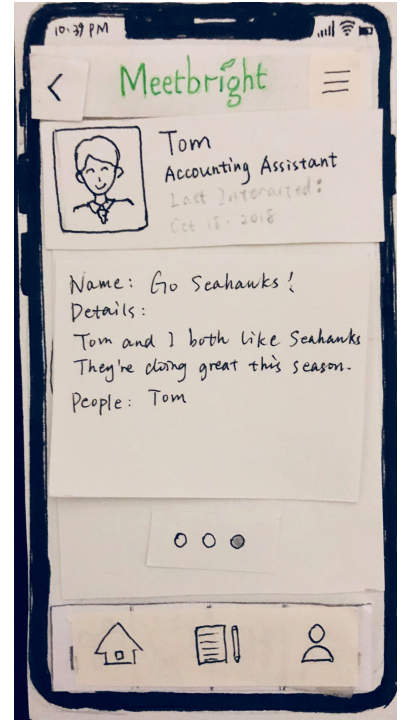 10:39 PM
Meetbright
Tom
Accounting Assistant
Last Interacted:
Oct 18. 2018
Name: Go Seahawks!
Details:
Tom and I both like Seahawks
They're doing great this season.
People: Tom